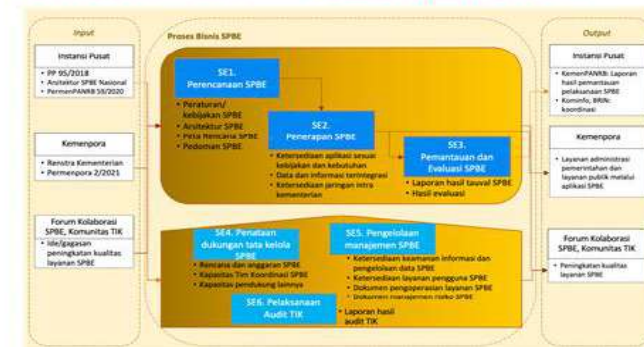 Input
Instansi Pusat
• PP 95/2018
• Arsitektur SPBE Nasional
• PermenPANRB 59/2020
Kemenpora
• Renstra Kementerian
• Permenpora 2/2021
Forum Kolaborasi
SPBE, Komunitas TIK
• Ide/gagasan
peningkatan kualitas
layanan SPBE
Proses Bisnis SPBE
SE1.
Perencanaan SPBE
• Peraturan/
kebijakan SPBE
• Arsitektur SPBE
• Peta Rencana SPBE
• Pedoman SPBE
SE2.
Penerapan SPBE
• Ketersediaan aplikasi sesuai
kebijakan dan kebutuhan
• Data dan informasi terintegrasi
• Ketersediaan jaringan intra
kementerian
SE3.
Pemantauan dan
Evaluasi SPBE
• Laporan hasil tauval SPBE
• Hasil evaluasi
SE4. Penataan
dukungan tata kelola
SPBE
• Rencana dan anggaran SPBE
• Kapasitas Tim Koordinasi SPBE
• Kapasitas pendukung lainnya
SE5. Pengelolaan
manajemen SPBE
• Ketersediaan keamanan informasi dan
pengelolaan data SPBE
• Ketersediaan layanan pengguna SPBE
• Dokumen pengoperasian layanan SPBE
• Dokumen manajemen risiko SPBE
SE6. Pelaksanaan
Audit TIK
• Laporan hasil
audit TIK
Output
Instansi Pusat
• KemenPANRB: Laporan
hasil pemantauan
pelaksanaan SPBE
• Kominfo, BRIN:
koordinasi
Kemenpora
• Layanan administrasi
pemerintahan dan
layanan publik melalui
aplikasi SPBE
Forum Kolaborasi
SPBE, Komunitas TIK
• Peningkatan kualitas
layanan SPBE